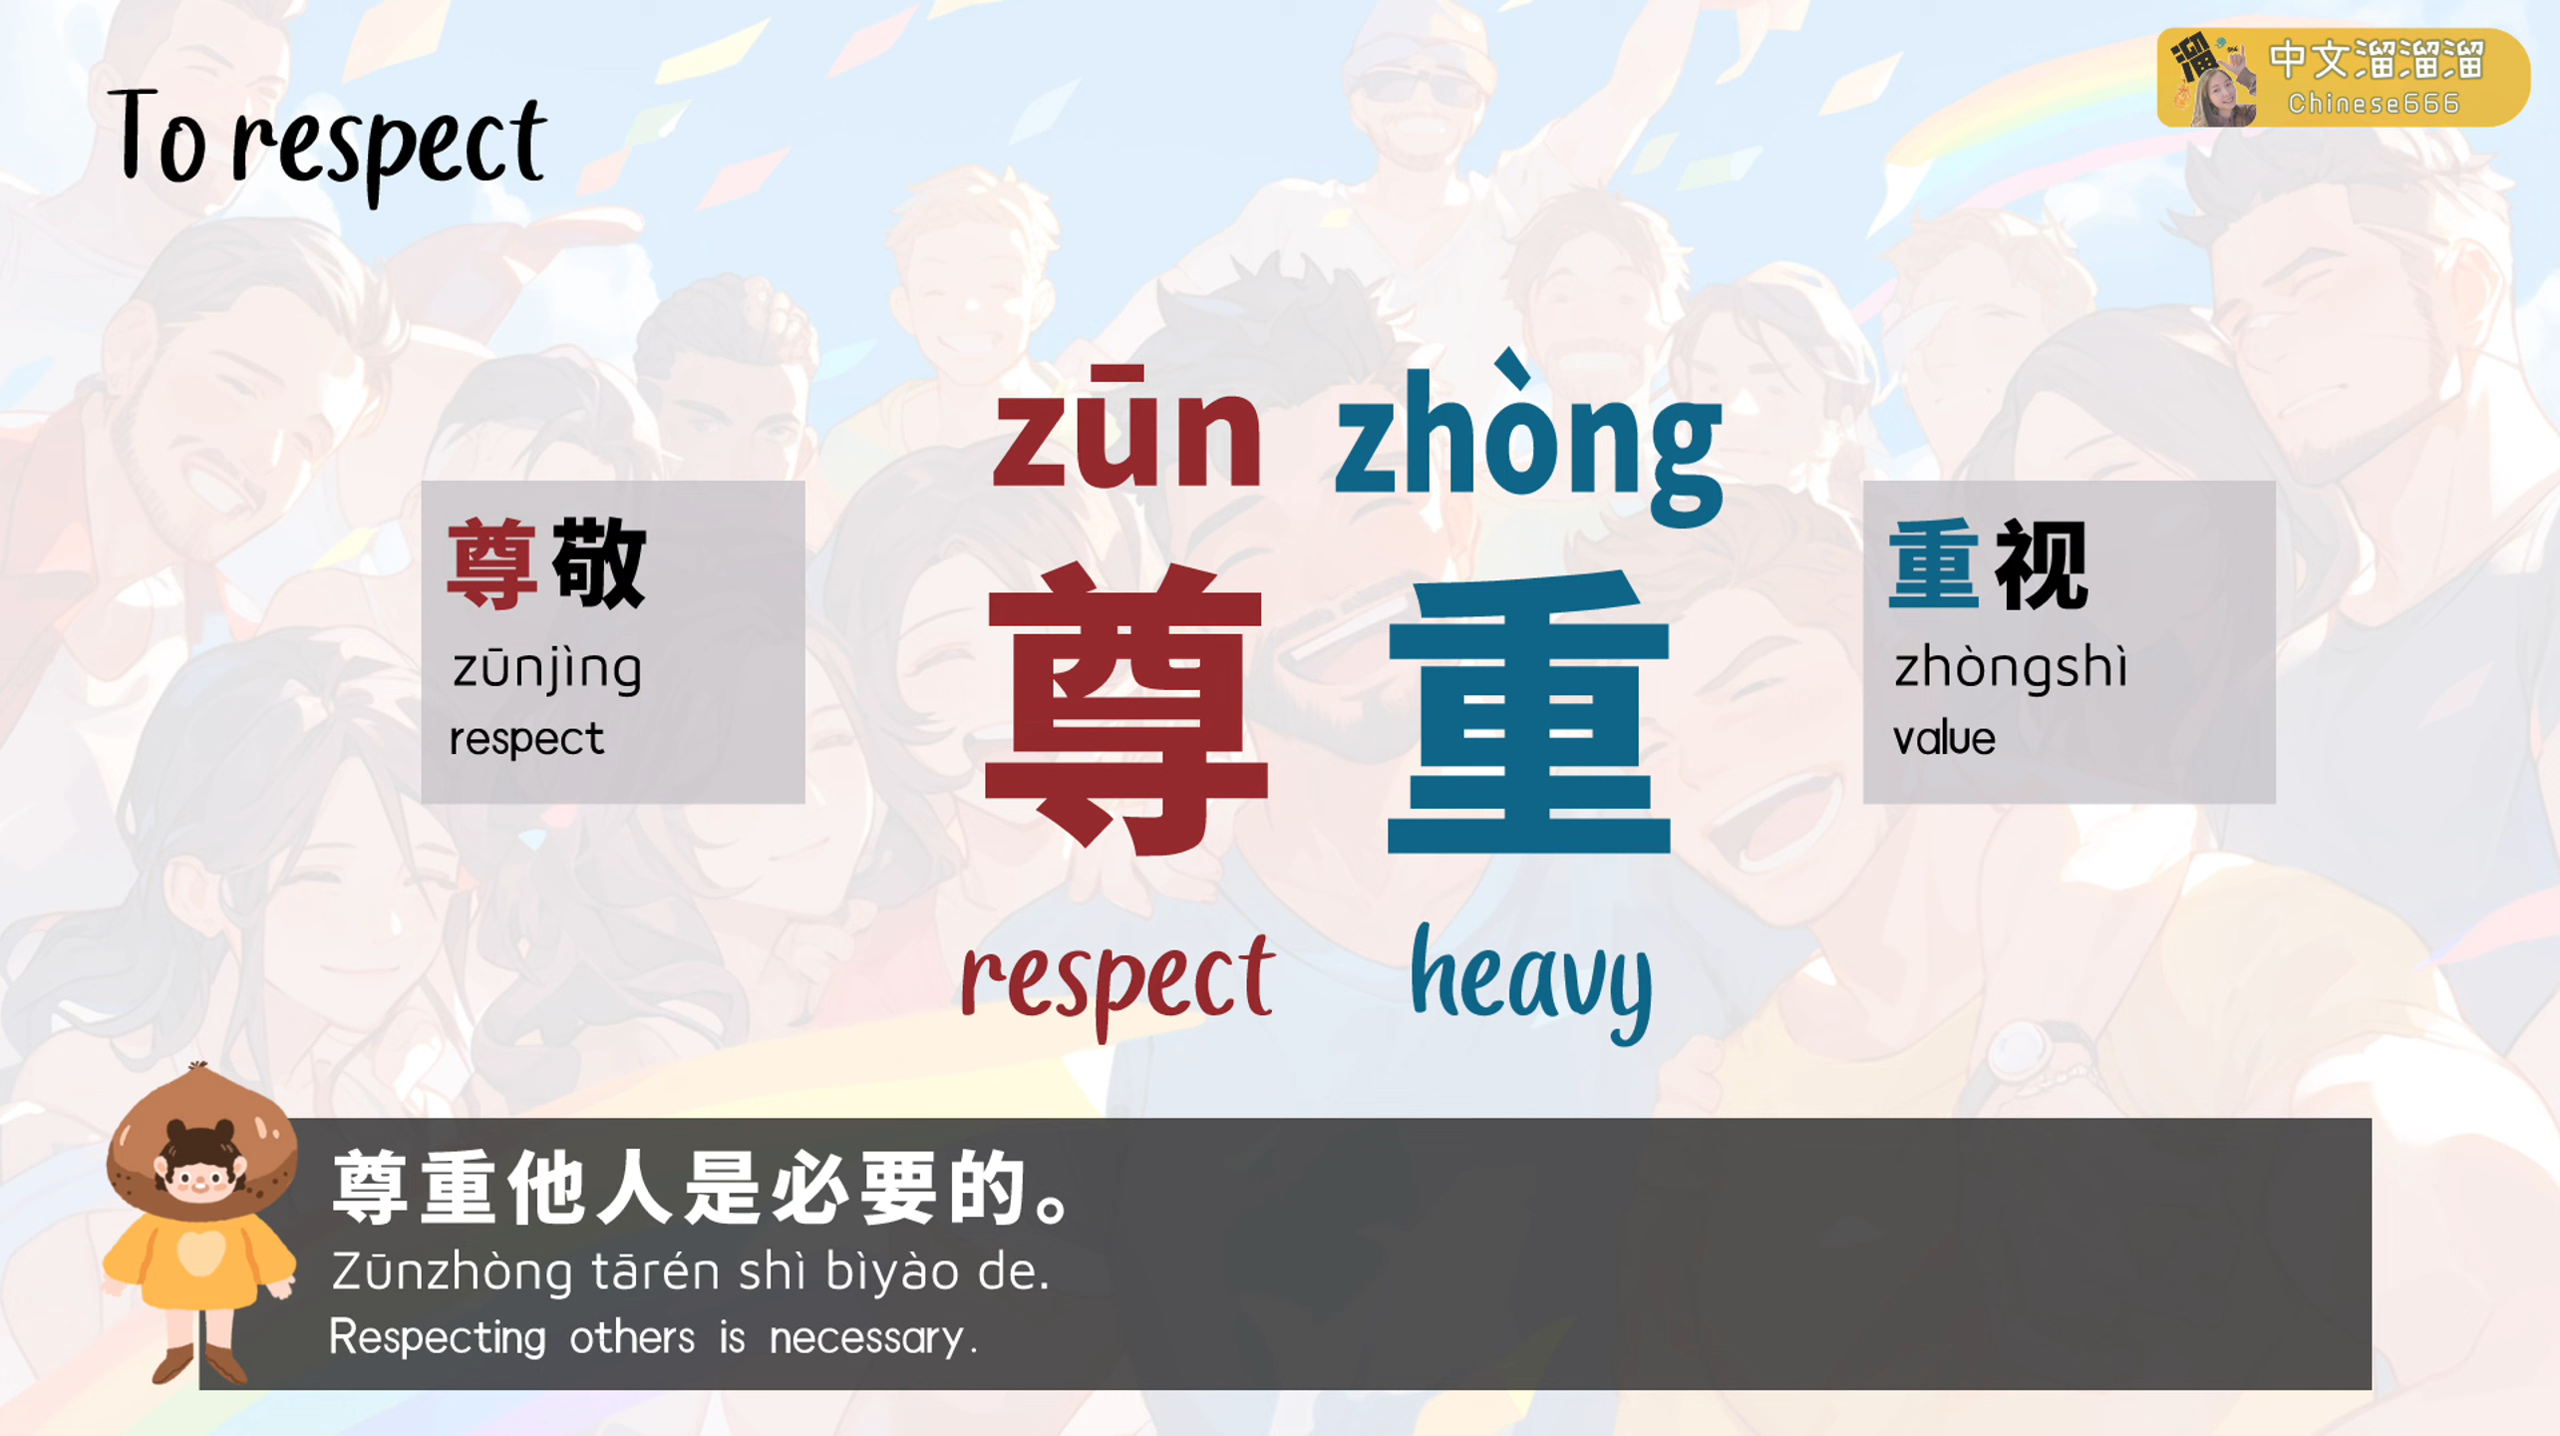 To respect
中文溜溜溜
Chinese666
溜
zūn zhòng
尊重
respect heavy
尊敬
zūnjìng
respect
重视
zhòngshì
value
尊重他人是必要的。
Zūnzhòng tārén shì bìyào de.
Respecting others is necessary.